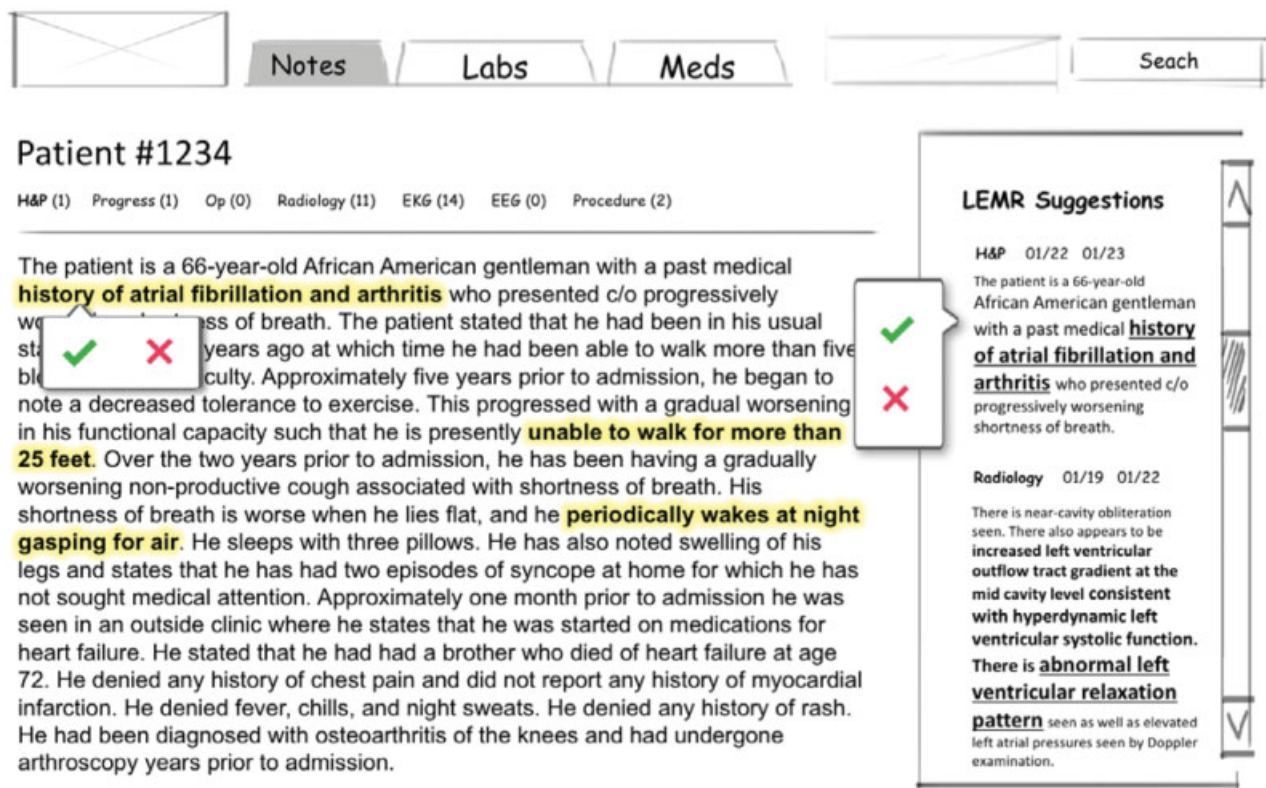 Notes
Labs
Meds
Seach
Patient #1234
H&P (1) Progress (1) Op (0) Radiology (11) EKG (14) EEG (0) Procedure (2)
The patient is a 66-year-old African American gentleman with a past medical
history of atrial fibrillation and arthritis who presented c/o progressively
ess of breath. The patient stated that he had been in his usual
years ago at which time he had been able to walk more than five
culty. Approximately five years prior to admission, he began to
note a decreased tolerance to exercise. This progressed with a gradual worsening
in his functional capacity such that he is presently unable to walk for more than
25 feet. Over the two years prior to admission, he has been having a gradually
worsening non-productive cough associated with shortness of breath. His
shortness of breath is worse when he lies flat, and he periodically wakes at night
gasping for air. He sleeps with three pillows. He has also noted swelling of his
legs and states that he has had two episodes of syncope at home for which he has
not sought medical attention. Approximately one month prior to admission he was
seen in an outside clinic where he states that he was started on medications for
heart failure. He stated that he had had a brother who died of heart failure at age
72. He denied any history of chest pain and did not report any history of myocardial
infarction. He denied fever, chills, and night sweats. He denied any history of rash.
He had been diagnosed with osteoarthritis of the knees and had undergone
arthroscopy years prior to admission.
LEMR Suggestions
H&P 01/22 01/23
The patient is a 66-year-old
African American gentleman
with a past medical history
of atrial fibrillation and
arthritis who presented c/o
progressively worsening
shortness of breath.
Radiology 01/19 01/22
There is near-cavity obliteration
seen. There also appears to be
increased left ventricular
outflow tract gradient at the
mid cavity level consistent
with hyperdynamic left
ventricular systolic function.
There is abnormal left
ventricular relaxation
pattern seen as well as elevated
left atrial pressures seen by Doppler
examination.